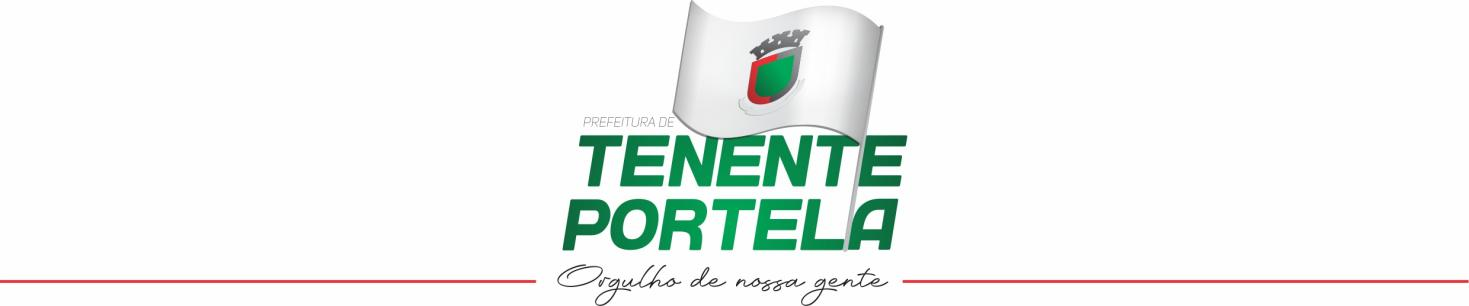 PREFEITURA DE
TENENTE
PORTELA
Orgulho de nossa gente